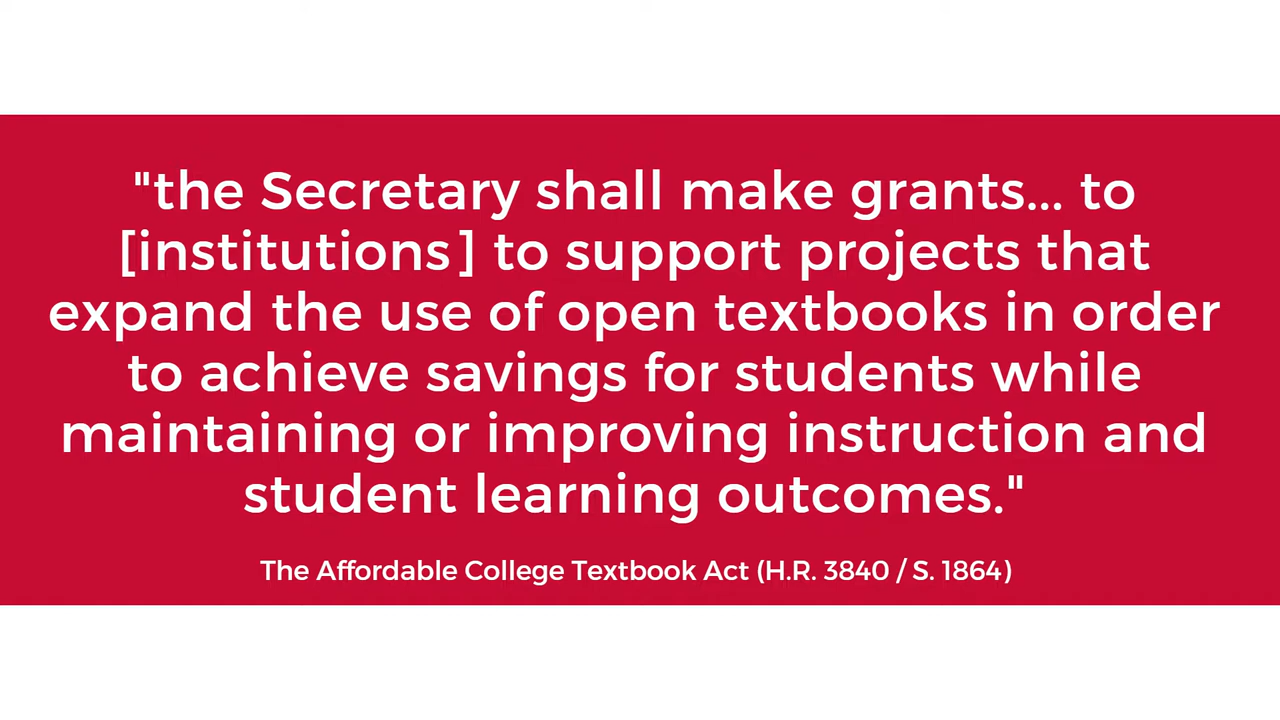 "the Secretary shall make grants... to
[institutions] to support projects that
expand the use of open textbooks in order
to achieve savings for students while
maintaining or improving instruction and
student learning outcomes."
The Affordable College Textbook Act (H.R. 3840 / S. 1864)